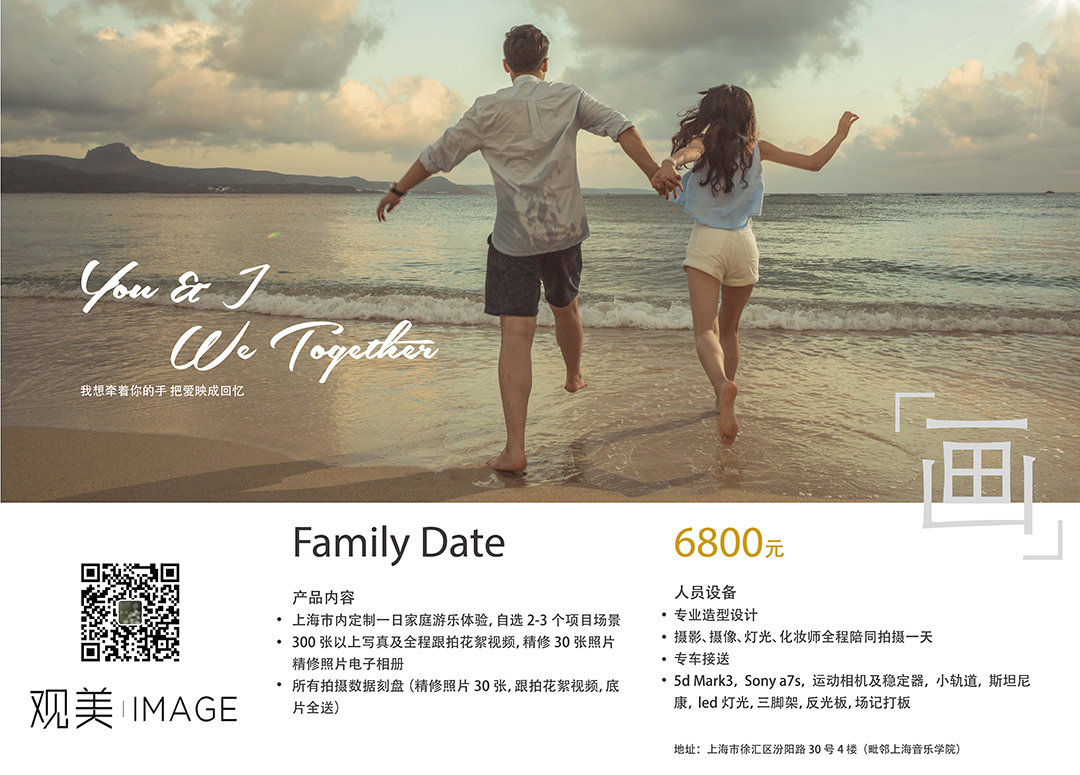 You & I
We Together
我想牵着你的手 把爱映成回忆
画
Family Date
产品内容
• 上海市内定制一日家庭游乐体验, 自选 2-3 个项目场景
• 300 张以上写真及全程跟拍花絮视频, 精修 30 张照片
精修照片电子相册
• 所有拍摄数据刻盘（精修照片 30 张, 跟拍花絮视频, 底
片全送）
6800元
人员设备
• 专业造型设计
• 摄影、摄像、灯光、化妆师全程陪同拍摄一天
• 专车接送
• 5d Mark3, Sony a7s, 运动相机及稳定器, 小轨道, 斯坦尼
康, led 灯光, 三脚架, 反光板, 场记打板
地址：上海市徐汇区汾阳路 30 号 4 楼（毗邻上海音乐学院）
观美 | IMAGE